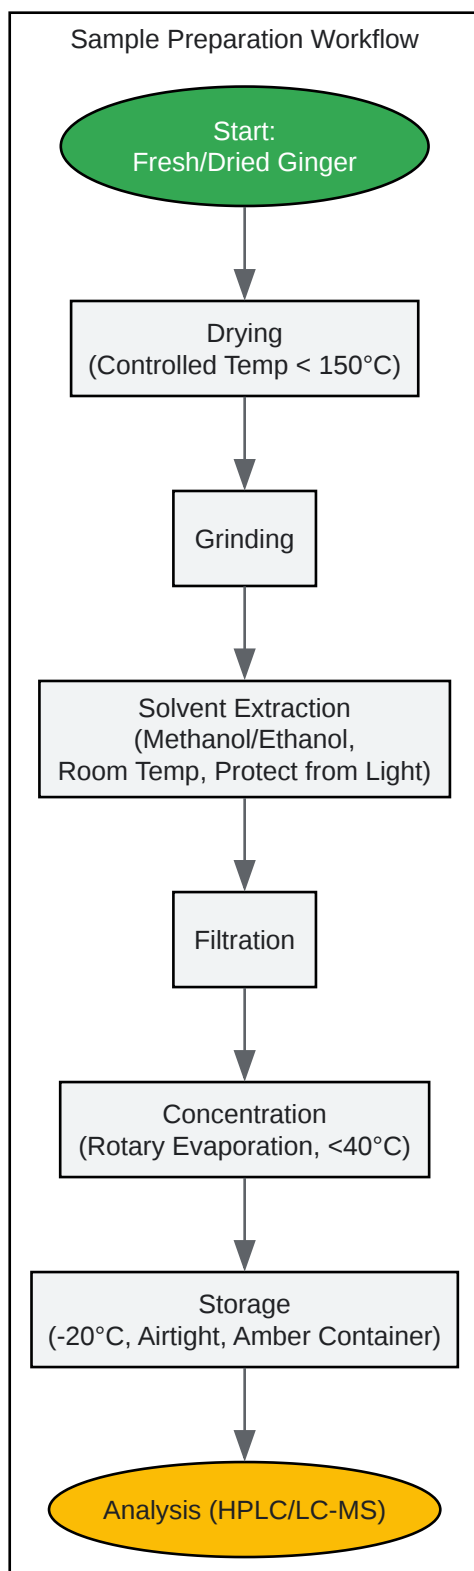 Sample Preparation Workflow
Start:
Fresh/Dried Ginger
Drying
(Controlled Temp < 150°C)
Grinding
Solvent Extraction
(Methanol/Ethanol,
Room Temp, Protect from Light)
Filtration
Concentration
(Rotary Evaporation, <40°C)
Storage
(-20°C, Airtight, Amber Container)
Analysis (HPLC/LC-MS)